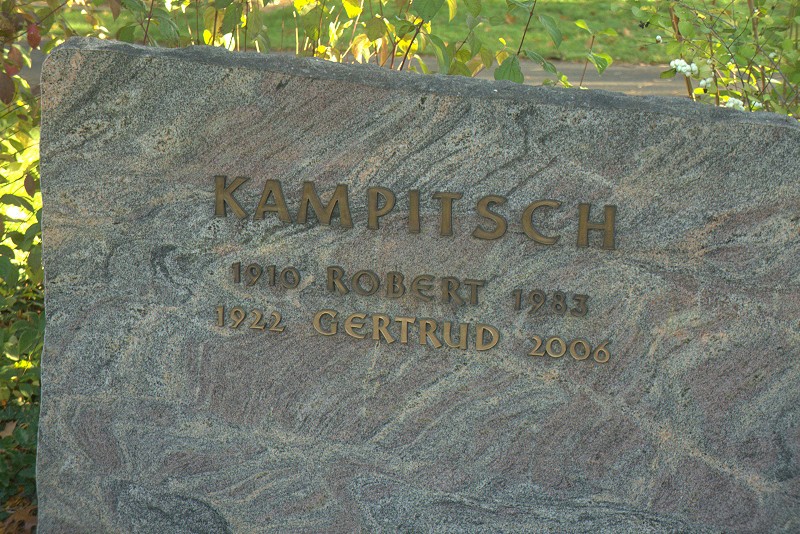 KAMPITSCH
1910 ROBERT 1983
1922 GERTRUD 2006